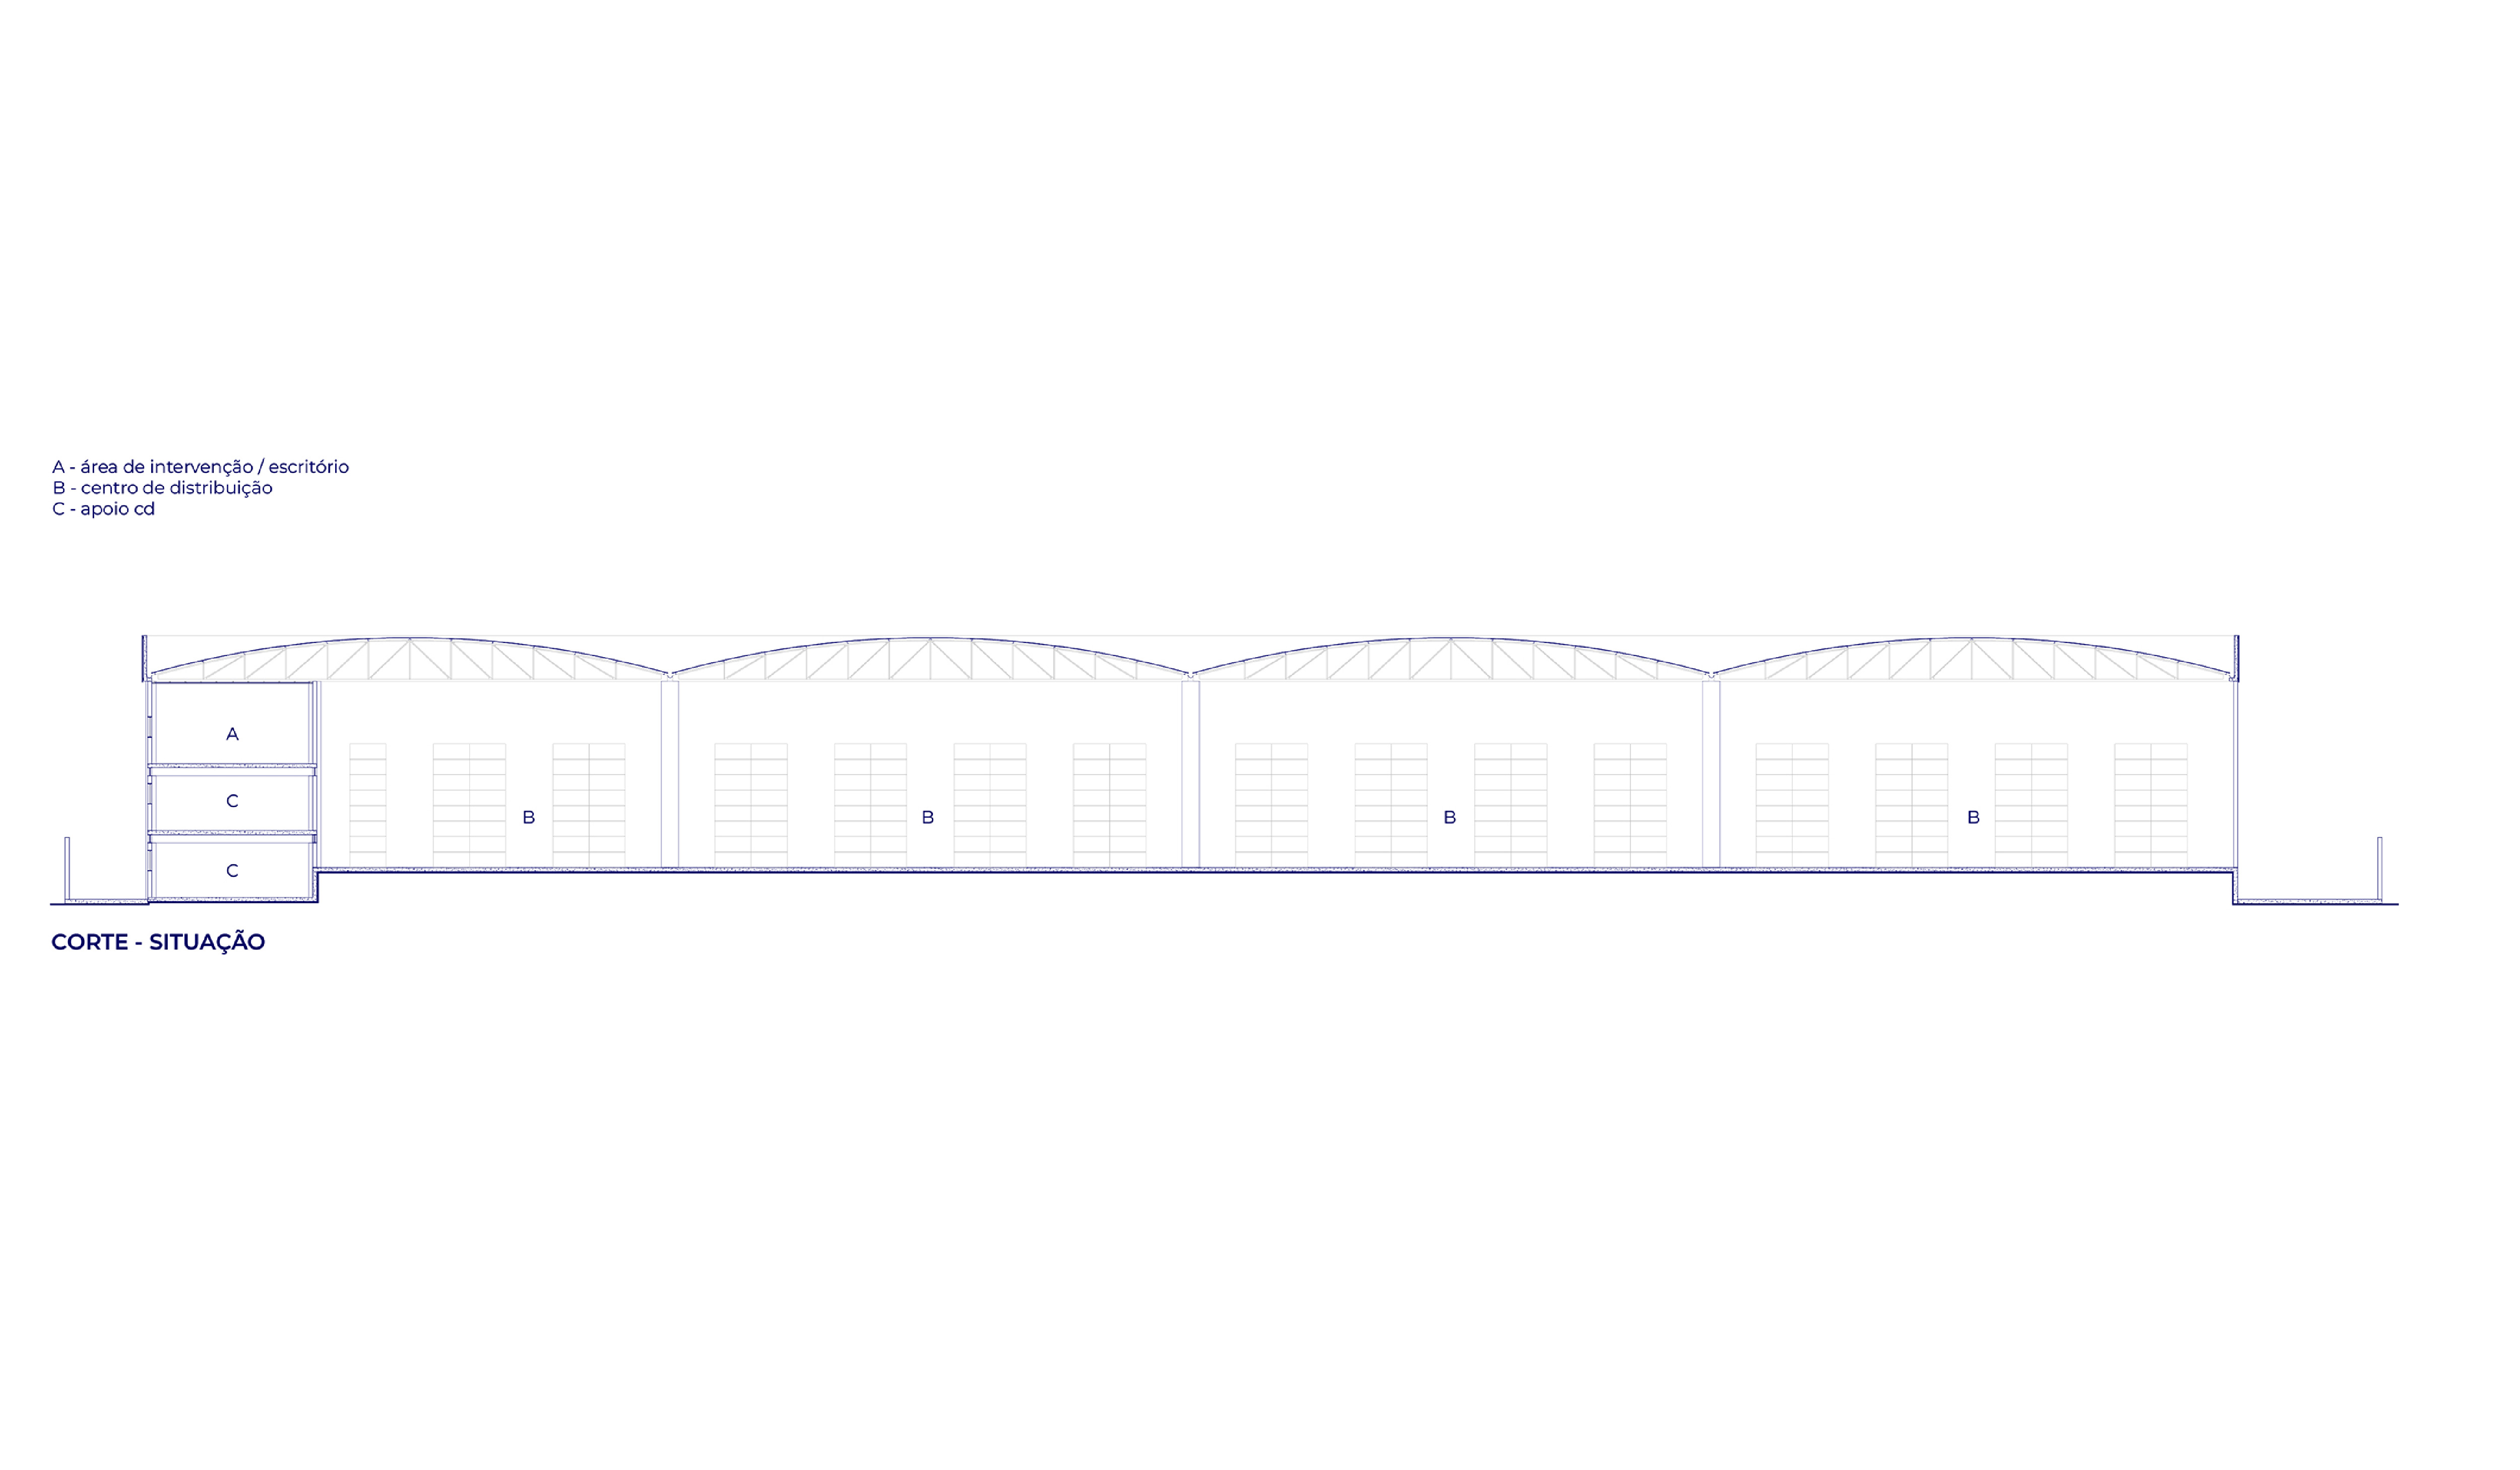 A - área de intervenção / escritório
B - centro de distribuição
C - apoio cd
A
C
B
B
B
B
C
CORTE - SITUAÇÃO